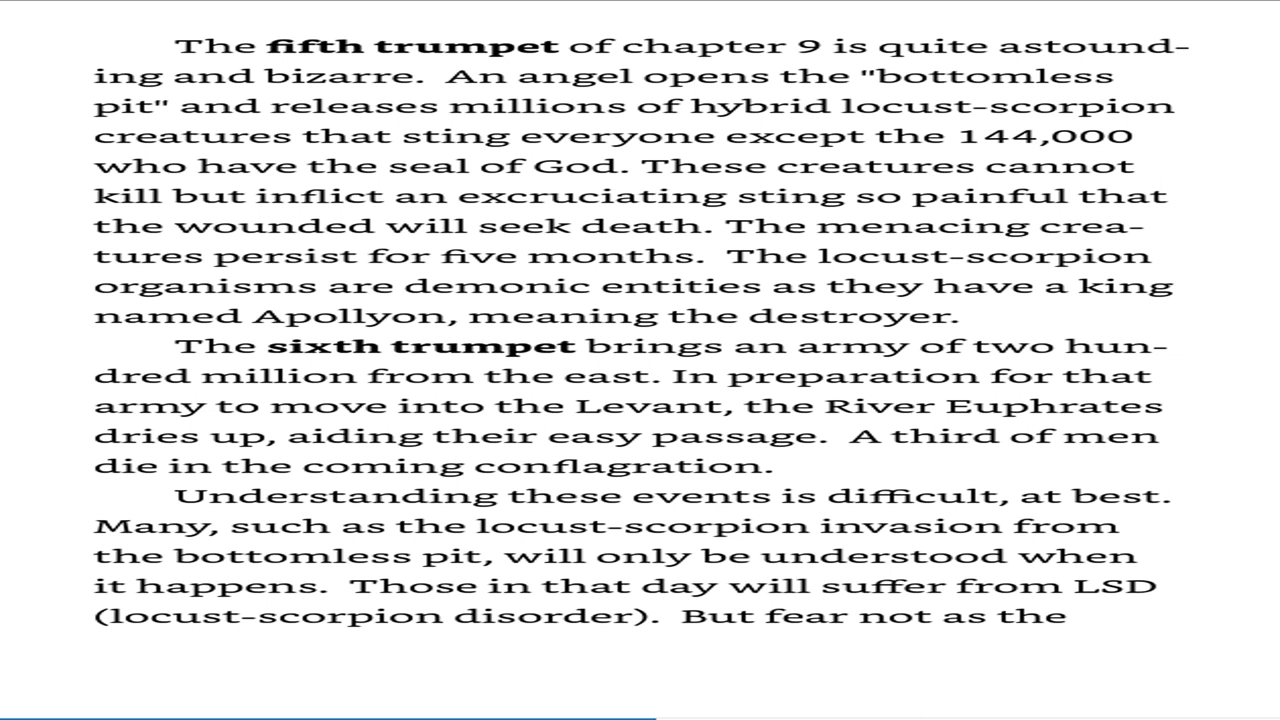 The fifth trumpet of chapter 9 is quite astound-
ing and bizarre.  An angel opens the "bottomless
pit" and releases millions of hybrid locust-scorpion
creatures that sting everyone except the 144,000
who have the seal of God. These creatures cannot
kill but inflict an excruciating sting so painful that
the wounded will seek death. The menacing crea-
tures persist for five months.  The locust-scorpion
organisms are demonic entities as they have a king
named Apollyon, meaning the destroyer.
The sixth trumpet brings an army of two hun-
dred million from the east. In preparation for that
army to move into the Levant, the River Euphrates
dries up, aiding their easy passage.  A third of men
die in the coming conflagration.
Understanding these events is difficult, at best.
Many, such as the locust-scorpion invasion from
the bottomless pit, will only be understood when
it happens.  Those in that day will suffer from LSD
(locust-scorpion disorder).  But fear not as the